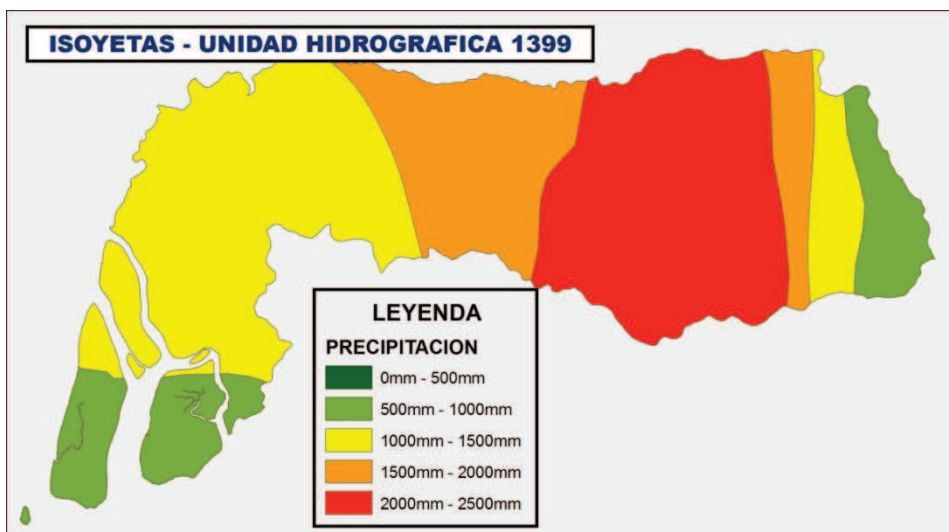 ISOYETAS - UNIDAD HIDROGRAFICA 1399
LEYENDA
PRECIPITACION
0mm - 500mm
500mm - 1000mm
1000mm - 1500mm
1500mm - 2000mm
2000mm - 2500mm